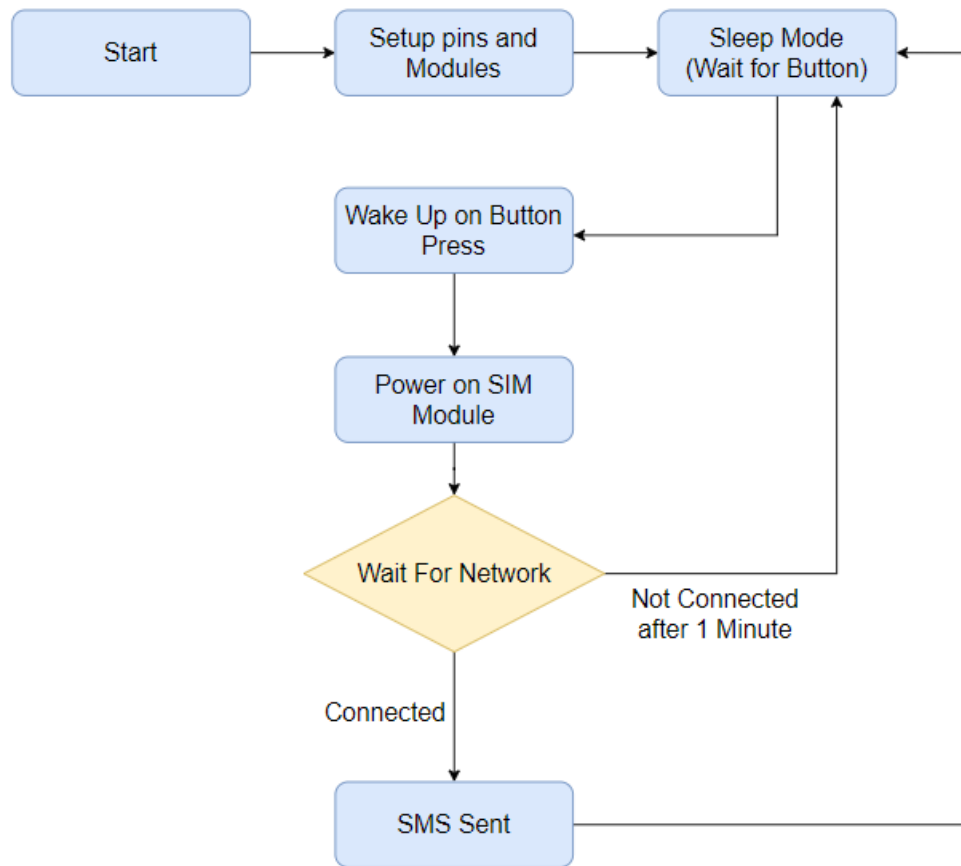 Start
Setup pins and
Modules
Sleep Mode
(Wait for Button)
Wake Up on Button
Press
Power on SIM
Module
Wait For Network
Not Connected
after 1 Minute
Connected
SMS Sent